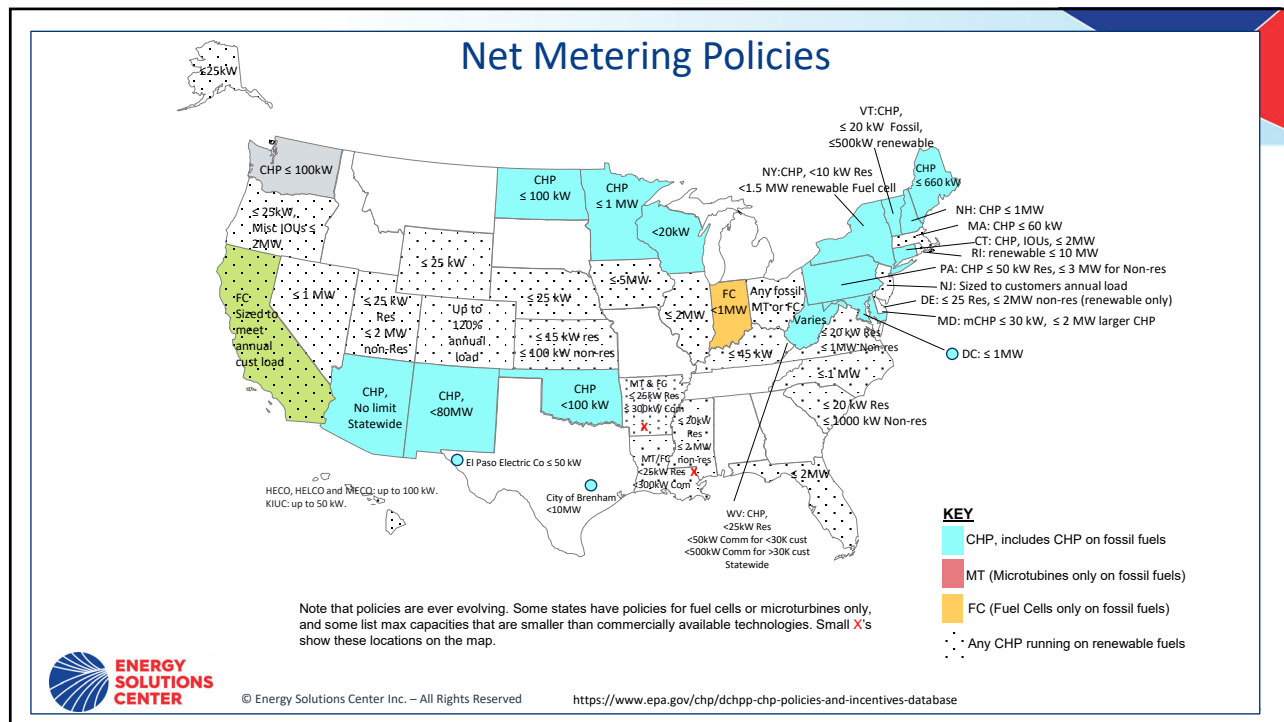 Net Metering Policies
≤25kW
CHP ≤ 100kW
≤ 25kW,
Misc IOUs ≤
2MW
FC
Sized to
meet
annual
cust load
≤ 1 MW
≤ 25 kW
Res
≤ 2 MW
non-Res
≤ 25 kW
Up to
120%
annual
load
CHP,
No limit
Statewide
CHP,
<80MW
CHP
≤ 100 kW
≤ 25 kW
≤ 15 kW res
≤ 100 kW non-res
CHP
<100 kW
CHP
≤ 1 MW
<20kW
≤.5MW
≤ 2MW
FC
<1MW
Any fossil
MT or FC
≤ 45 kW
MT & FG
≤ 25kW Res
≤ 300kW Com
X
MT/FC
<25kW Res
<300kW Com
≤ 20kW
Res
≤ 2 MW
non-res
X
Varies
≤ 20 kW Res
≤ 1MW Non-res
≤.1 MW
≤ 20 kW Res
≤ 1000 kW Non-res
≤ 2MW
VT:CHP,
≤ 20 kW Fossil,
≤500kW renewable
NY:CHP, <10 kW Res
<1.5 MW renewable Fuel cell
CHP
≤ 660 kW
NH: CHP ≤ 1MW
MA: CHP ≤ 60 kW
CT: CHP, IOUs, ≤ 2MW
RI: renewable ≤ 10 MW
PA: CHP ≤ 50 kW Res, ≤ 3 MW for Non-res
NJ: Sized to customers annual load
DE: ≤ 25 Res, ≤ 2MW non-res (renewable only)
MD: mCHP ≤ 30 kW, ≤ 2 MW larger CHP
DC: ≤ 1MW
El Paso Electric Co ≤ 50 kW
City of Brenham
<10MW
HECO, HELCO and MECO: up to 100 kW.
KIUC: up to 50 kW.
WV: CHP,
<25kW Res
<50kW Comm for <30K cust
<500kW Comm for >30K cust
Statewide
KEY
CHP, includes CHP on fossil fuels
MT (Microtubines only on fossil fuels)
FC (Fuel Cells only on fossil fuels)
Any CHP running on renewable fuels
Note that policies are ever evolving. Some states have policies for fuel cells or microturbines only,
and some list max capacities that are smaller than commercially available technologies. Small X's
show these locations on the map.
ENERGY
SOLUTIONS
CENTER
© Energy Solutions Center Inc. – All Rights Reserved
https://www.epa.gov/chp/dchpp-chp-policies-and-incentives-database